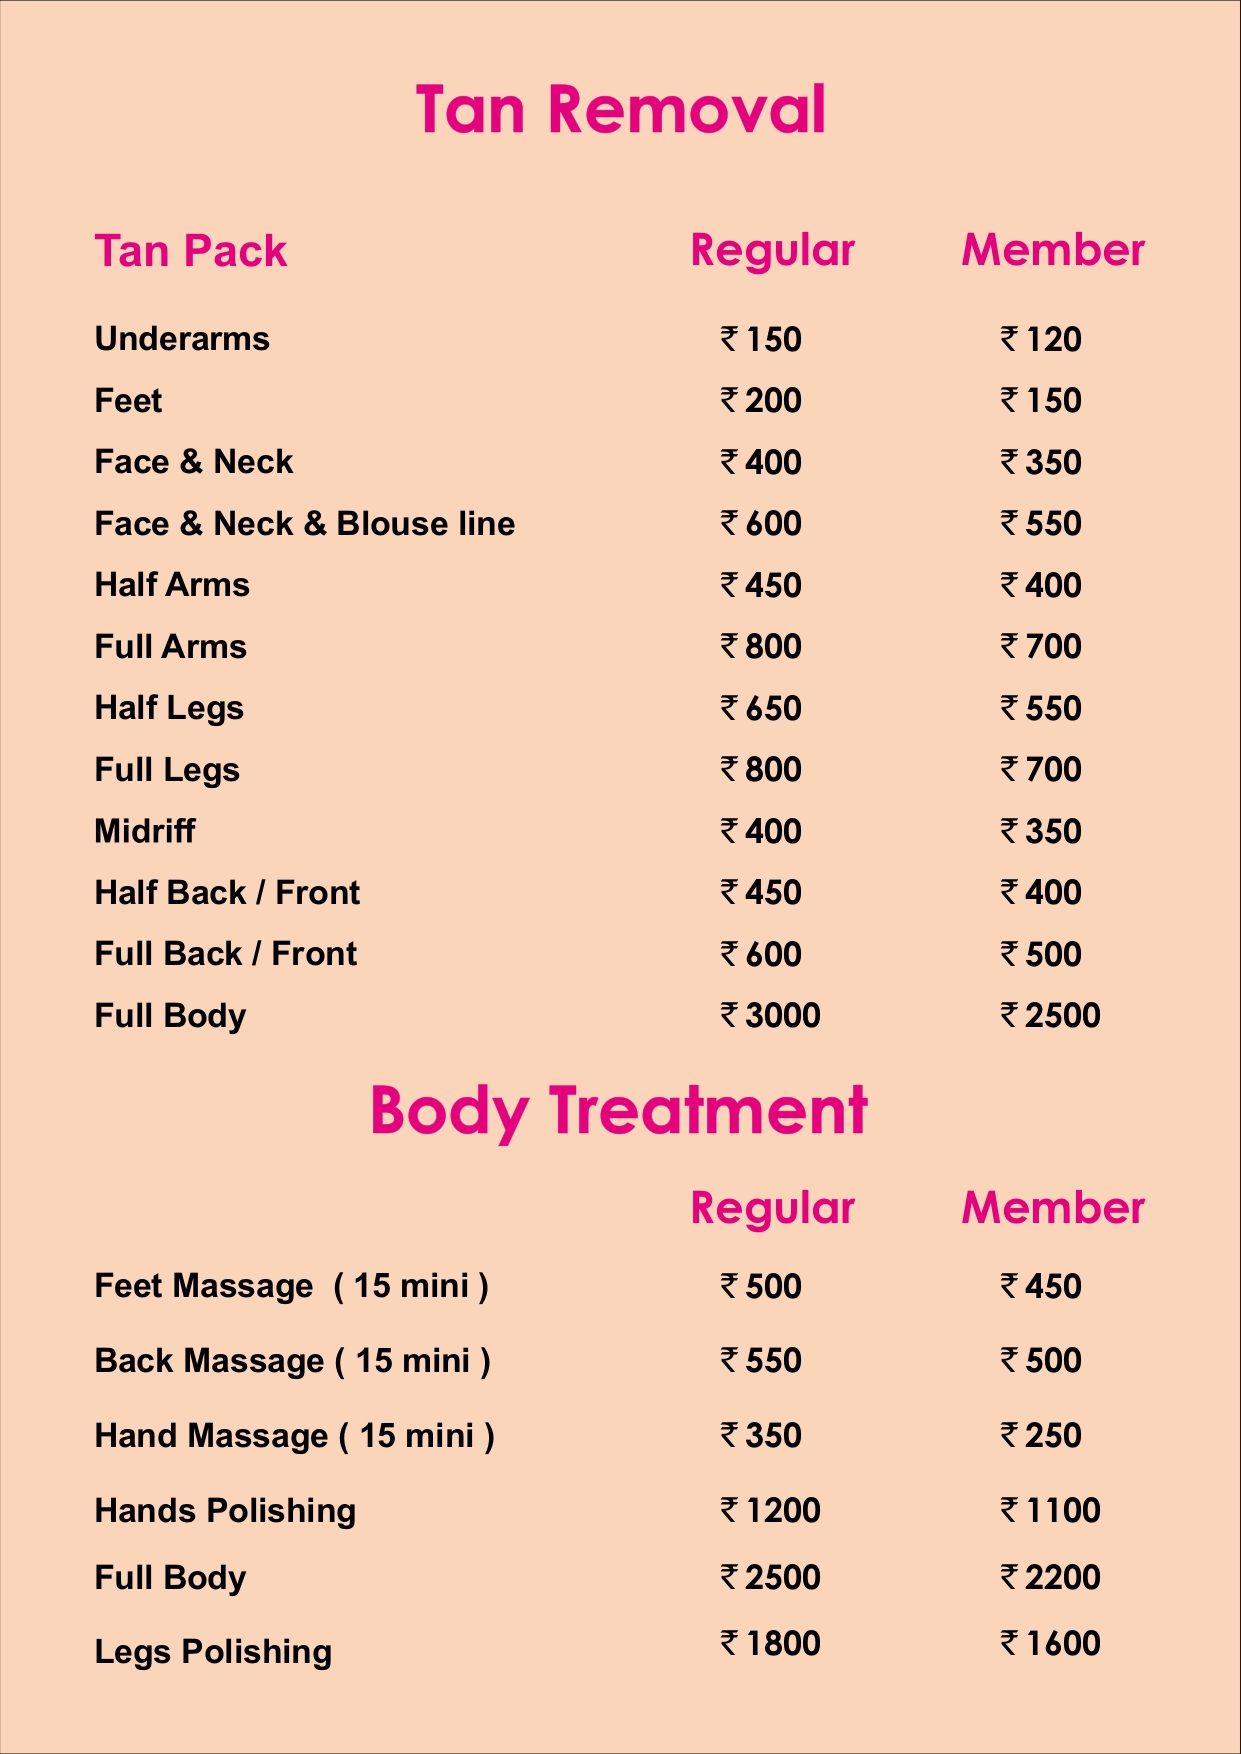 Tan Removal
Tan Pack Regular Member
Underarms ₹ 150 ₹ 120
Feet ₹ 200 ₹ 150
Face & Neck ₹ 400 ₹ 350
Face & Neck & Blouse line ₹ 600 ₹ 550
Half Arms ₹ 450 ₹ 400
Full Arms ₹ 800 ₹ 700
Half Legs ₹ 650 ₹ 550
Full Legs ₹ 800 ₹ 700
Midriff ₹ 400 ₹ 350
Half Back / Front ₹ 450 ₹ 400
Full Back / Front ₹ 600 ₹ 500
Full Body ₹ 3000 ₹ 2500
Body Treatment
Regular Member
Feet Massage ( 15 mini ) ₹ 500 ₹ 450
Back Massage ( 15 mini ) ₹ 550 ₹ 500
Hand Massage ( 15 mini ) ₹ 350 ₹ 250
Hands Polishing ₹ 1200 ₹ 1100
Full Body ₹ 2500 ₹ 2200
Legs Polishing ₹ 1800 ₹ 1600